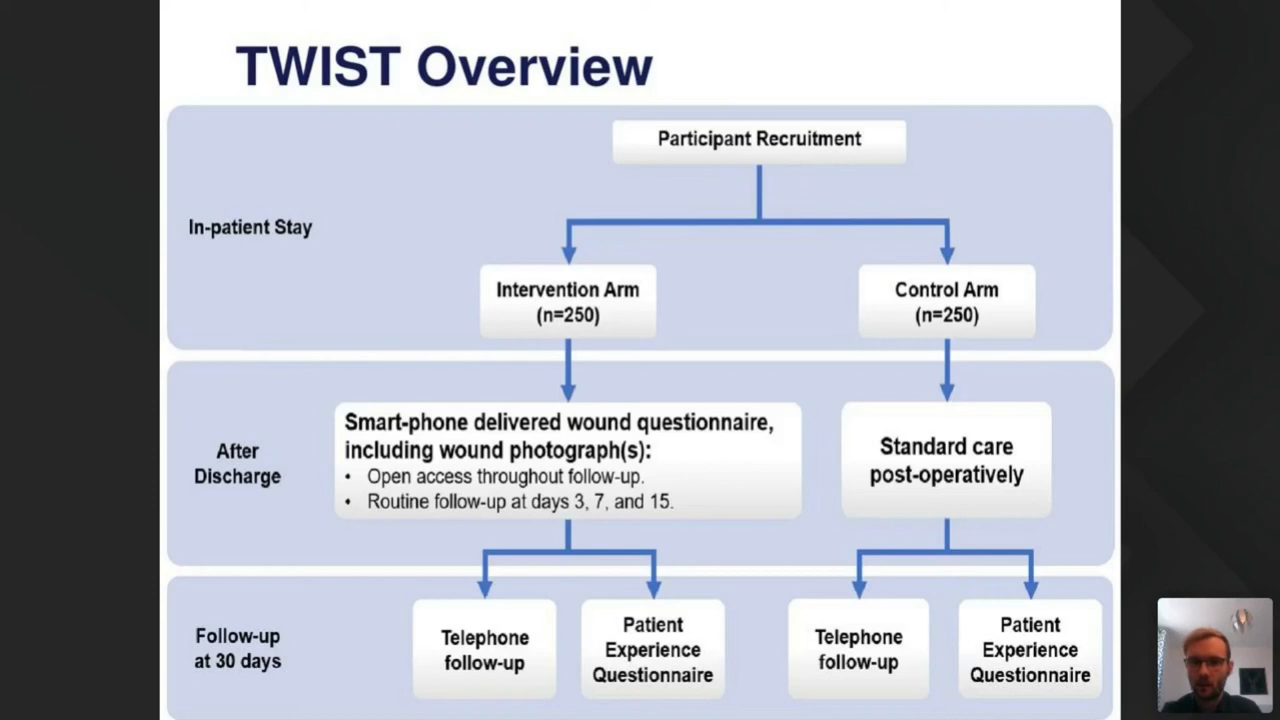 TWIST Overview
Participant Recruitment
In-patient Stay
Intervention Arm
(n=250)
Control Arm
(n=250)
After
Discharge
Smart-phone delivered wound questionnaire,
including wound photograph(s):
• Open access throughout follow-up.
• Routine follow-up at days 3, 7, and 15.
Standard care
post-operatively
Follow-up
at 30 days
Telephone
follow-up
Patient
Experience
Questionnaire
Telephone
follow-up
Patient
Experience
Questionnaire